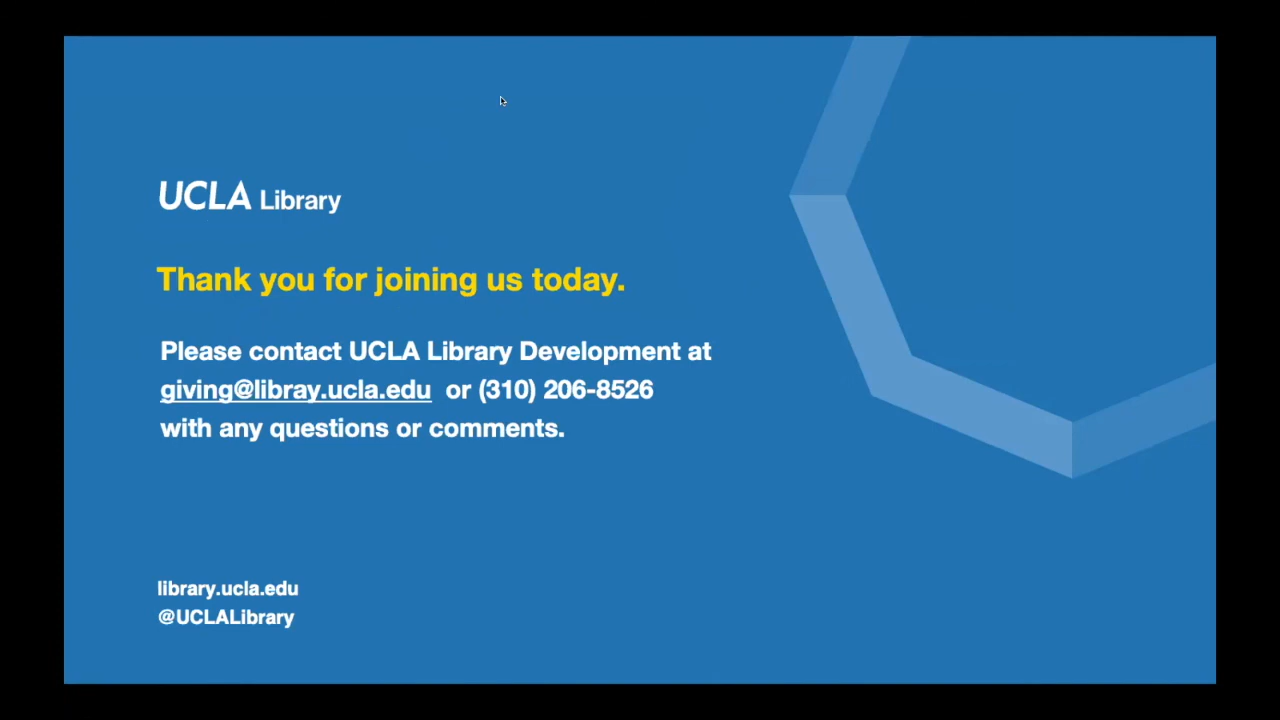 UCLA Library
Thank you for joining us today.
Please contact UCLA Library Development at
giving@libray.ucla.edu or (310) 206-8526
with any questions or comments.
library.ucla.edu
@UCLALibrary